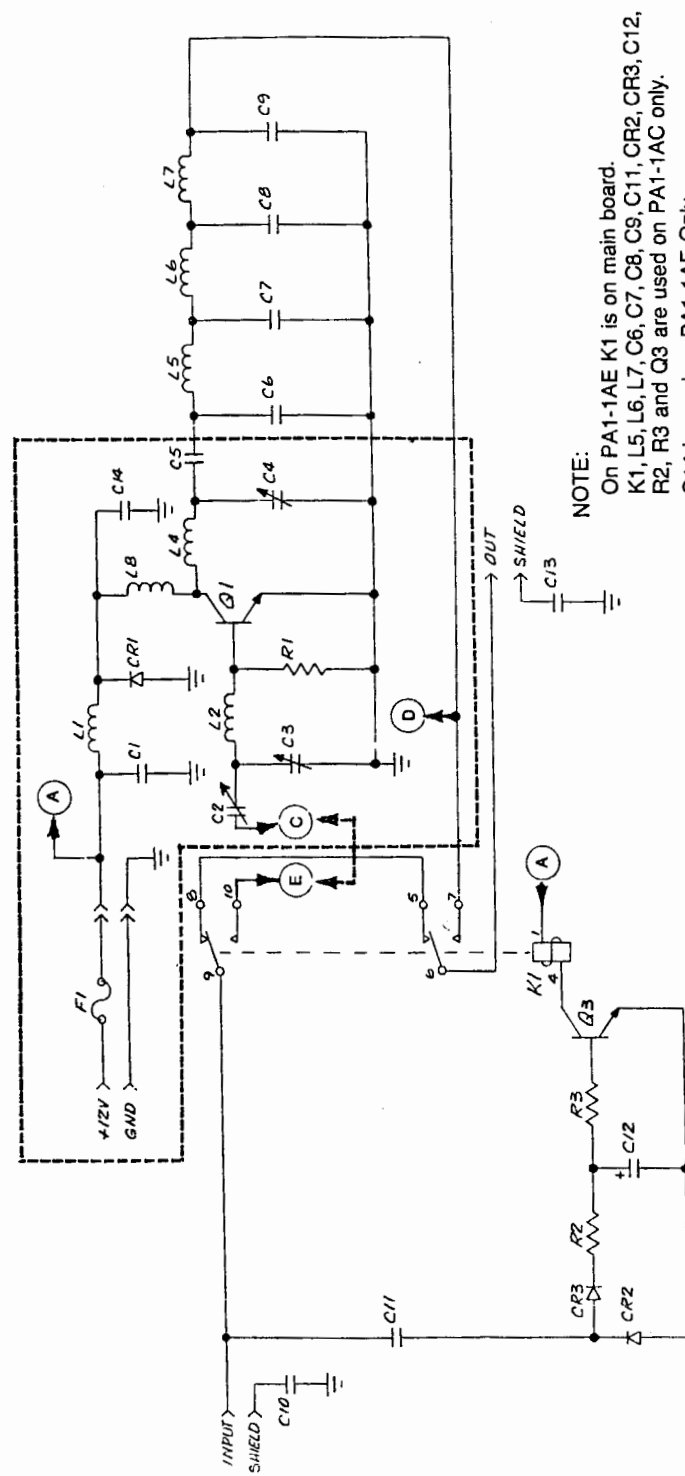 F1
+12V
GND
A
L1
C1
CR1
L8
C14
L4
Q1
C5
C4
L5
L6
L7
C6
C7
C8
C9
C2
L2
C3
R1
C
E
D
8
10
9
5
7
6
OUT
SHIELD
C13
INPUT
SHIELD
C10
C11
K1
1
4
A
Q3
R3
R2
CR3
CR2
C12
+
NOTE:
On PA1-1AE K1 is on main board.
K1, L5, L6, L7, C6, C7, C8, C9, C11, CR2, CR3, C12,
R2, R3 and Q3 are used on PA1-1AC only.
PA1-1AE Only